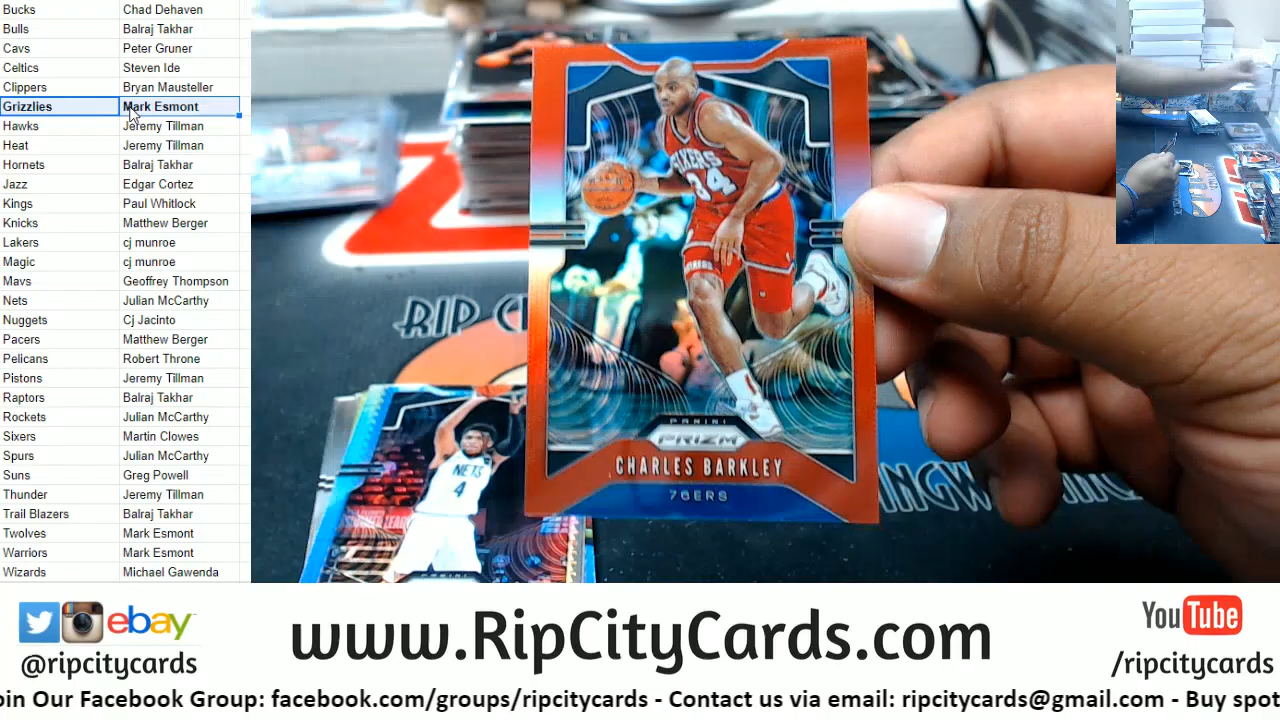 Bucks Chad Dehaven
Bulls Balraj Takhar
Cavs Peter Gruner
Celtics Steven Ide
Clippers Bryan Mausteller
Grizzlies Mark Esmont
Hawks Jeremy Tillman
Heat Jeremy Tillman
Hornets Balraj Takhar
Jazz Edgar Cortez
Kings Paul Whitlock
Knicks Matthew Berger
Lakers cj munroe
Magic cj munroe
Mavs Geoffrey Thompson
Nets Julian McCarthy
Nuggets Cj Jacinto
Pacers Matthew Berger
Pelicans Robert Throne
Pistons Jeremy Tillman
Raptors Balraj Takhar
Rockets Julian McCarthy
Sixers Martin Clowes
Spurs Julian McCarthy
Suns Greg Powell
Thunder Jeremy Tillman
Trail Blazers Balraj Takhar
Twolves Mark Esmont
Warriors Mark Esmont
Wizards Michael Gawenda
SIXERS
34
PANINI
PRIZM
CHARLES BARKLEY
76ERS
RIP
NETS
4
ebay
@ripcitycards
www.RipCityCards.com
YouTube
/ripcitycards
oin Our Facebook Group: facebook.com/groups/ripcitycards - Contact us via email: ripcitycards@gmail.com - Buy spot